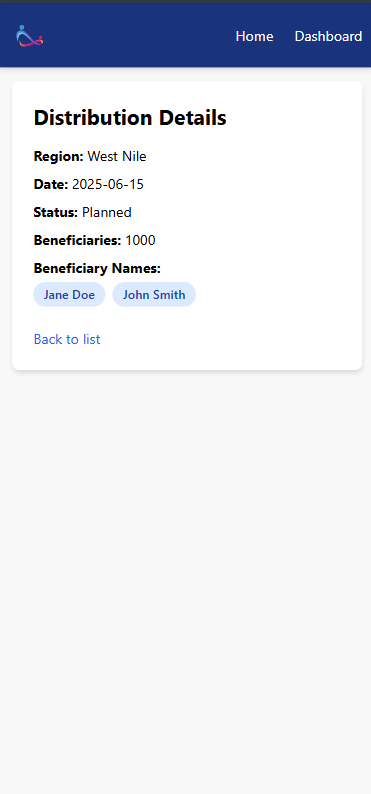 Home Dashboard
Distribution Details
Region: West Nile
Date: 2025-06-15
Status: Planned
Beneficiaries: 1000
Beneficiary Names:
Jane Doe John Smith
Back to list